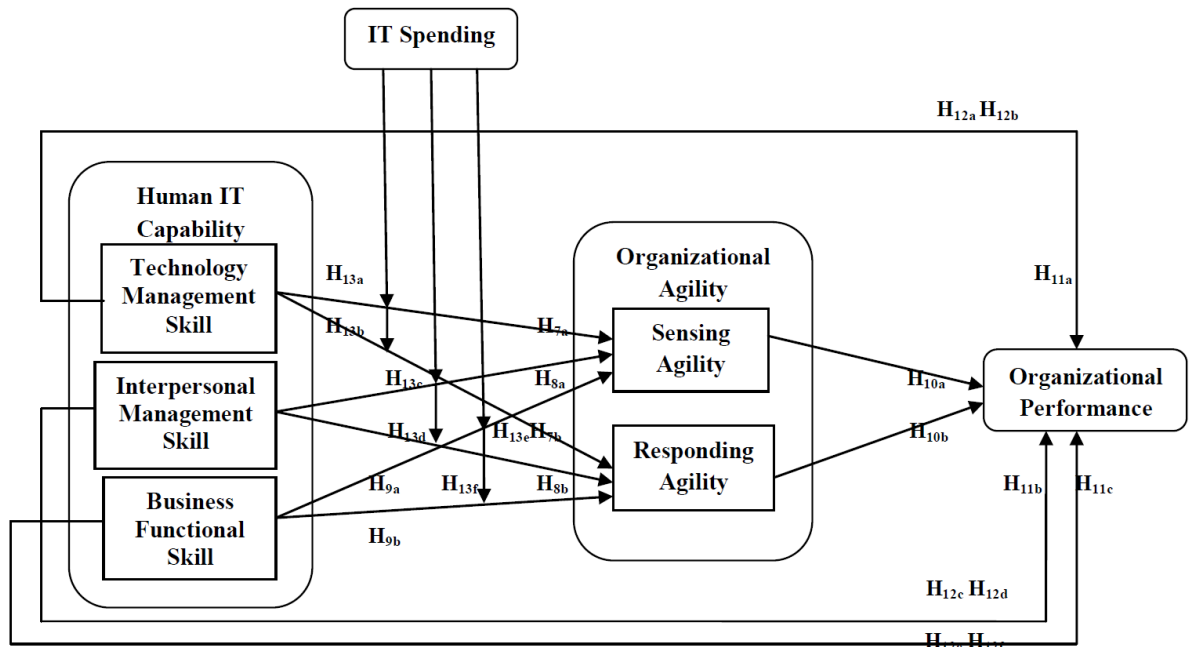 IT Spending
H12a H12b
Human IT
Capability
Technology
Management
Skill
Interpersonal
Management
Skill
Business
Functional
Skill
H13a
H13b
H13c
H13d
H9a
H13f
H9b
H7a
H8a
H13e H7b
H8b
Organizational
Agility
Sensing
Agility
Responding
Agility
H10a
H10b
H11a
Organizational
Performance
H11b
H11c
H12c H12d